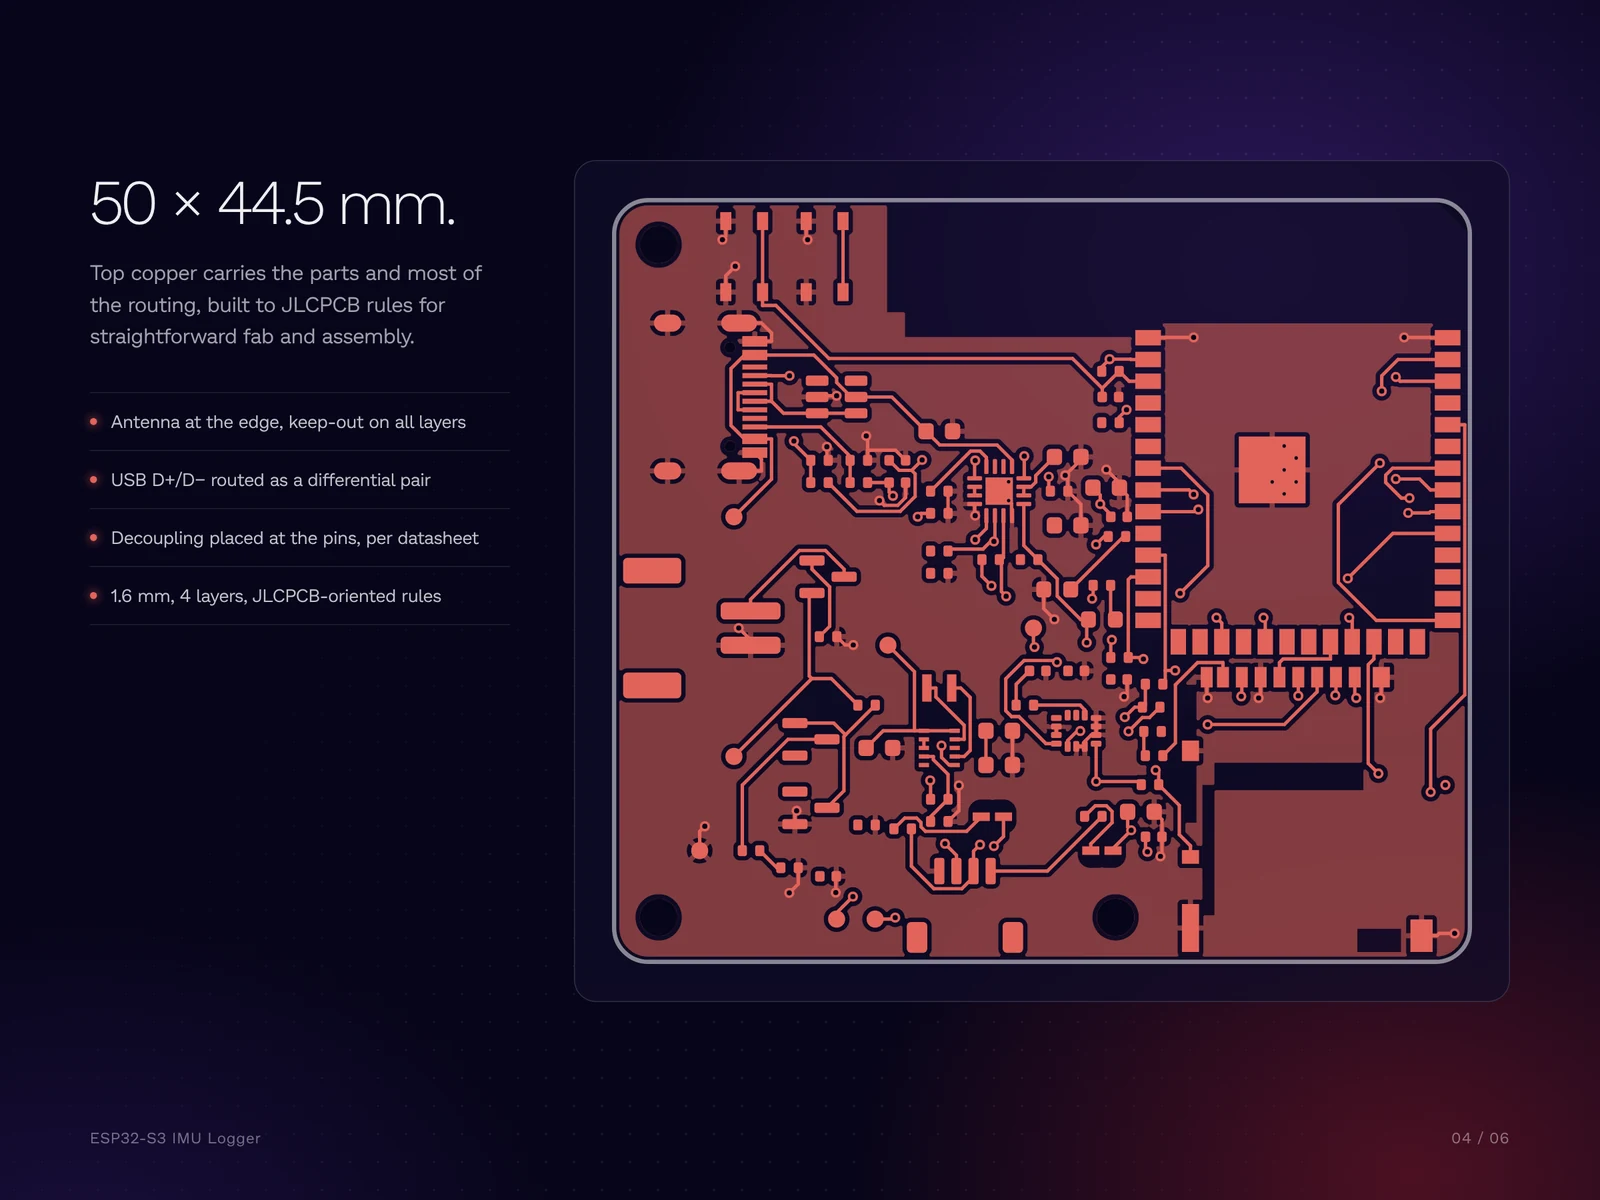 50 × 44.5 mm.
Top copper carries the parts and most of
the routing, built to JLCPCB rules for
straightforward fab and assembly.
Antenna at the edge, keep-out on all layers
USB D+/D− routed as a differential pair
Decoupling placed at the pins, per datasheet
1.6 mm, 4 layers, JLCPCB-oriented rules
ESP32-S3 IMU Logger
04 / 06